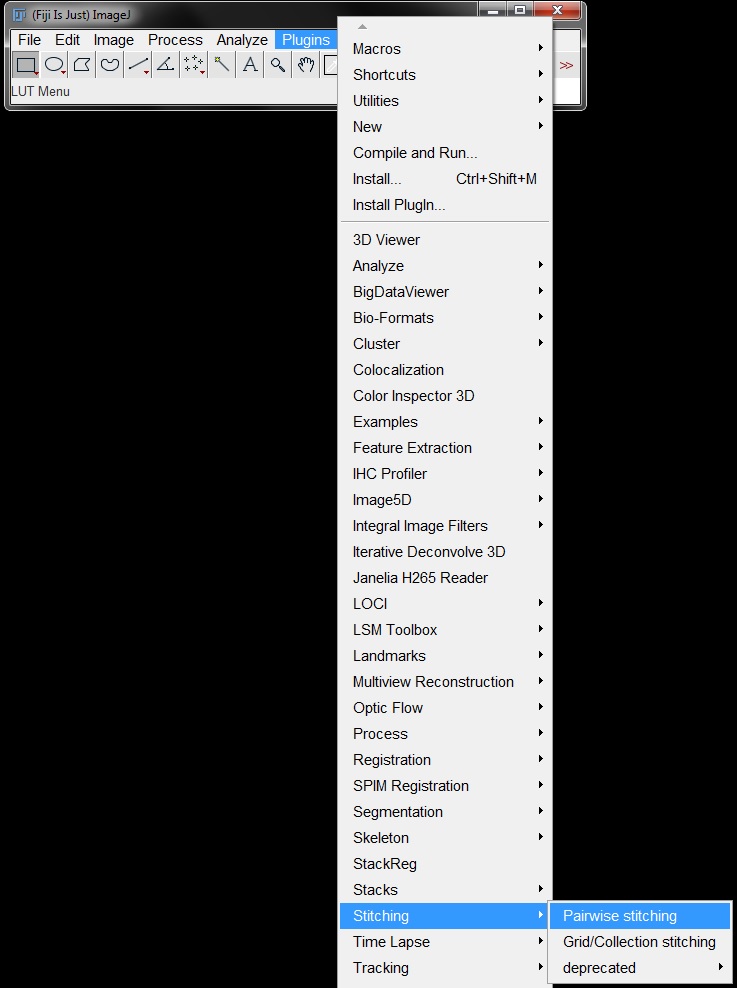 (Fiji Is Just) ImageJ
File Edit Image Process Analyze Plugins
A
>>
LUT Menu
Macros
Shortcuts
Utilities
New
Compile and Run...
Install... Ctrl+Shift+M
Install PlugIn...
3D Viewer
Analyze
BigDataViewer
Bio-Formats
Cluster
Colocalization
Color Inspector 3D
Examples
Feature Extraction
IHC Profiler
Image5D
Integral Image Filters
Iterative Deconvolve 3D
Janelia H265 Reader
LOCI
LSM Toolbox
Landmarks
Multiview Reconstruction
Optic Flow
Process
Registration
SPIM Registration
Segmentation
Skeleton
StackReg
Stacks
Stitching
Pairwise stitching
Time Lapse
Grid/Collection stitching
Tracking
deprecated